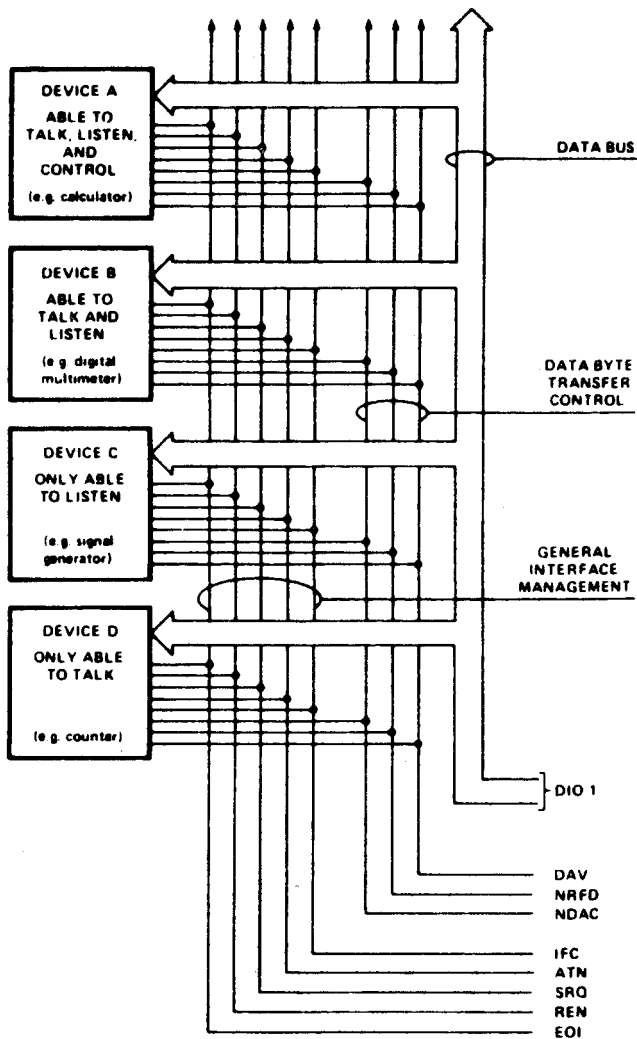 DEVICE A
ABLE TO
TALK, LISTEN,
AND
CONTROL
(e.g. calculator)
DATA BUS
DEVICE B
ABLE TO
TALK AND
LISTEN
(e.g. digital
multimeter)
DATA BYTE
TRANSFER
CONTROL
DEVICE C
ONLY ABLE
TO LISTEN
(e.g. signal
generator)
GENERAL
INTERFACE
MANAGEMENT
DEVICE D
ONLY ABLE
TO TALK
(e.g. counter)
DIO 1
DAV
NRFD
NDAC
IFC
ATN
SRQ
REN
EOI